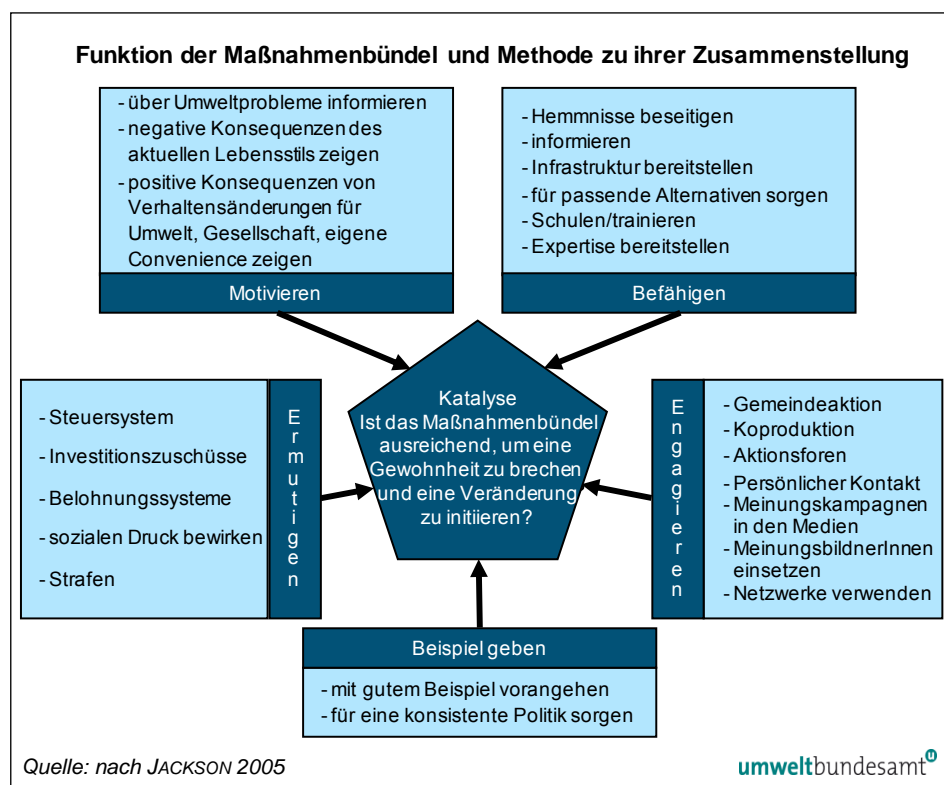 Funktion der Maßnahmenbündel und Methode zu ihrer Zusammenstellung
- über Umweltprobleme informieren
- negative Konsequenzen des
aktuellen Lebensstils zeigen
- positive Konsequenzen von
Verhaltensänderungen für
Umwelt, Gesellschaft, eigene
Convenience zeigen
Motivieren
- Hemmnisse beseitigen
- informieren
- Infrastruktur bereitstellen
- für passende Alternativen sorgen
- Schulen/trainieren
- Expertise bereitstellen
Befähigen
- Steuersystem
- Investitionszuschüsse
- Belohnungssysteme
- sozialen Druck bewirken
- Strafen
Ermutigen
Katalyse
Ist das Maßnahmenbündel
ausreichend, um eine
Gewohnheit zu brechen
und eine Veränderung
zu initiieren?
Engagieren
- Gemeindeaktion
- Koproduktion
- Aktionsforen
- Persönlicher Kontakt
- Meinungskampagnen
in den Medien
- MeinungsbildnerInnen
einsetzen
- Netzwerke verwenden
Beispiel geben
- mit gutem Beispiel vorangehen
- für eine konsistente Politik sorgen
Quelle: nach JACKSON 2005
umweltbundesamt u